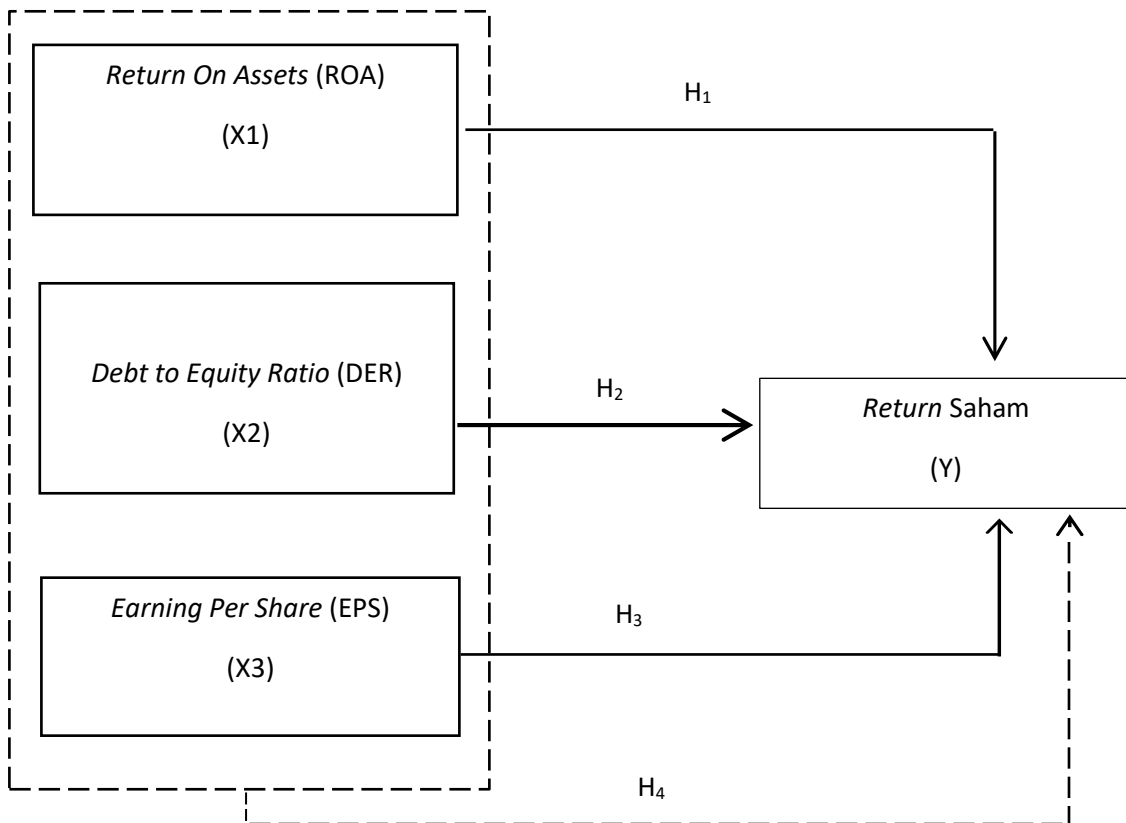 Return On Assets (ROA)
(X1)
H₁
Debt to Equity Ratio (DER)
(X2)
H₂
Return Saham
(Y)
Earning Per Share (EPS)
(X3)
H₃
H₄